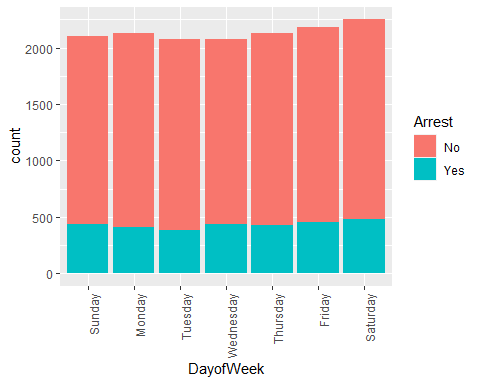 count
2000
1500
1000
500
0
Sunday
Monday
Tuesday
Wednesday
Thursday
Friday
Saturday
DayofWeek
Arrest
No
Yes